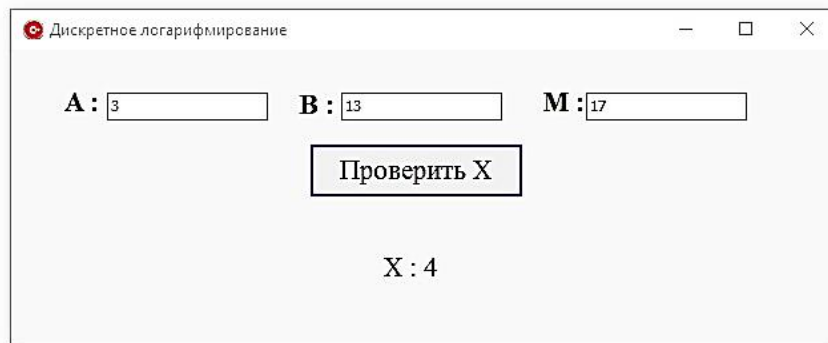 Дискретное логарифмирование
A : 3 B : 13 M : 17
Проверить X
X : 4